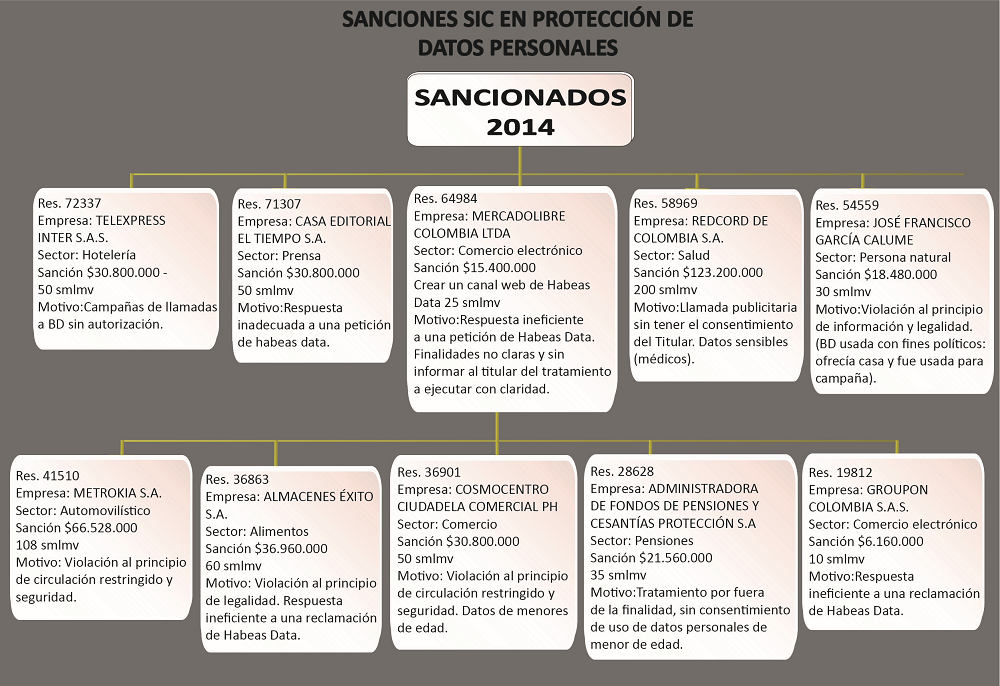 SANCIONES SIC EN PROTECCIÓN DE
DATOS PERSONALES
SANCIONADOS
2014
Res. 72337
Empresa: TELEXPRESS
INTER S.A.S.
Sector: Hotelería
Sanción $30.800.000 -
50 smlmv
Motivo:Campañas de llamadas
a BD sin autorización.
Res. 71307
Empresa: CASA EDITORIAL
EL TIEMPO S.A.
Sector: Prensa
Sanción $30.800.000
50 smlmv
Motivo:Respuesta
inadecuada a una petición
de habeas data.
Res. 64984
Empresa: MERCADOLIBRE
COLOMBIA LTDA
Sector: Comercio electrónico
Sanción $15.400.000
Crear un canal web de Habeas
Data 25 smlmv
Motivo:Respuesta ineficiente
a una petición de Habeas Data.
Finalidades no claras y sin
informar al titular del tratamiento
a ejecutar con claridad.
Res. 58969
Empresa: REDCORD DE
COLOMBIA S.A.
Sector: Salud
Sanción $123.200.000
200 smlmv
Motivo:Llamada publicitaria
sin tener el consentimiento
del Titular. Datos sensibles
(médicos).
Res. 54559
Empresa: JOSÉ FRANCISCO
GARCÍA CALUME
Sector: Persona natural
Sanción $18.480.000
30 smlmv
Motivo:Violación al principio
de información y legalidad.
(BD usada con fines políticos:
ofrecía casa y fue usada para
campaña).
Res. 41510
Empresa: METROKIA S.A.
Sector: Automovilístico
Sanción $66.528.000
108 smlmv
Motivo: Violación al principio
de circulación restringido y
seguridad.
Res. 36863
Empresa: ALMACENES ÉXITO
S.A.
Sector: Alimentos
Sanción $36.960.000
60 smlmv
Motivo: Violación al principio
de legalidad. Respuesta
ineficiente a una reclamación
de Habeas Data.
Res. 36901
Empresa: COSMOCENTRO
CIUDADELA COMERCIAL PH
Sector: Comercio
Sanción $30.800.000
50 smlmv
Motivo: Violación al principio
de circulación restringido y
seguridad. Datos de menores
de edad.
Res. 28628
Empresa: ADMINISTRADORA
DE FONDOS DE PENSIONES Y
CESANTÍAS PROTECCIÓN S.A
Sector: Pensiones
Sanción $21.560.000
35 smlmv
Motivo:Tratamiento por fuera
de la finalidad, sin consentimiento
de uso de datos personales de
menor de edad.
Res. 19812
Empresa: GROUPON
COLOMBIA S.A.S.
Sector: Comercio electrónico
Sanción $6.160.000
10 smlmv
Motivo:Respuesta
ineficiente a una reclamación
de Habeas Data.